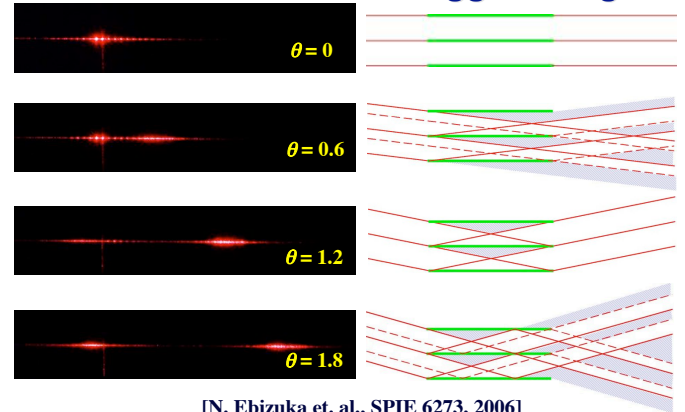 θ = 0
θ = 0.6
θ = 1.2
θ = 1.8
[N. Ebizuka et. al., SPIE 6273, 2006]